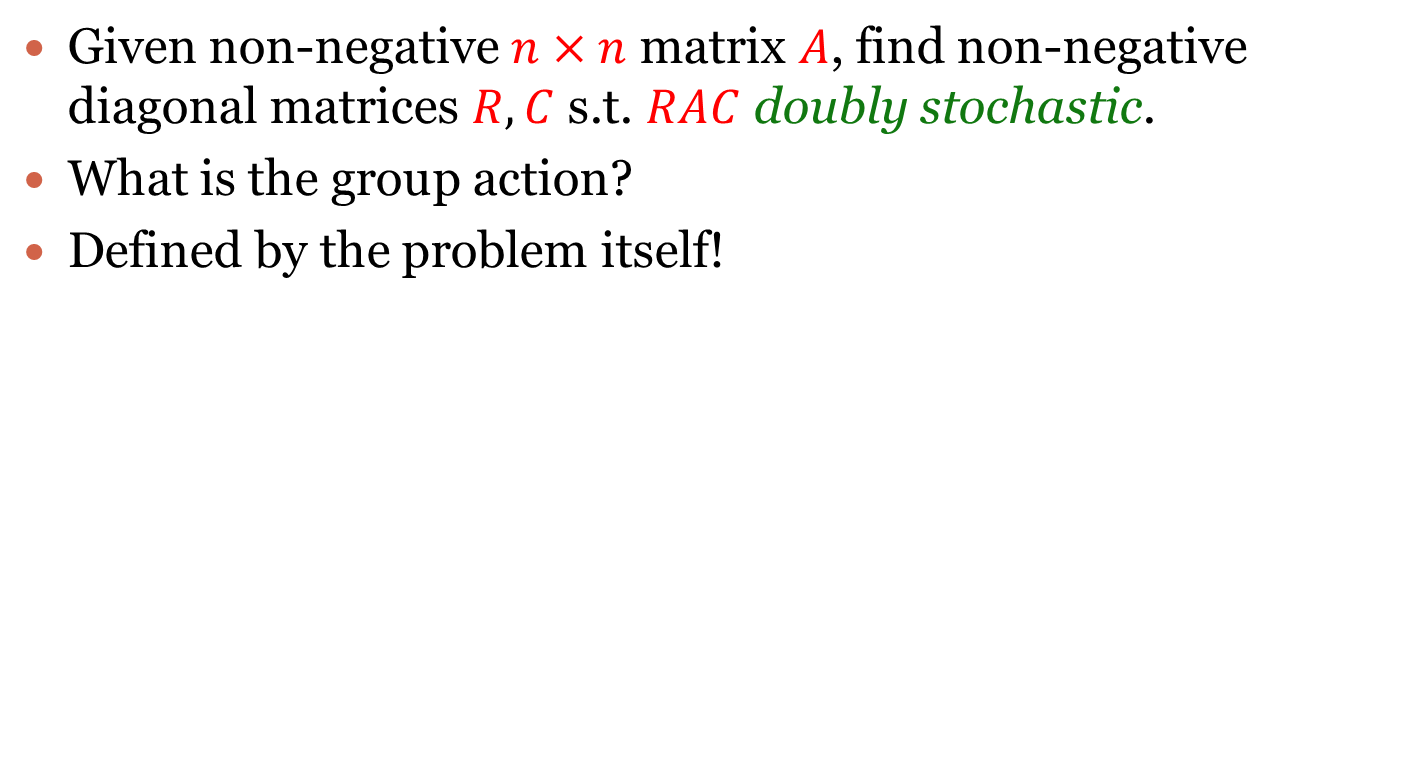 • Given non-negative n × n matrix A, find non-negative
diagonal matrices R, C s.t. RAC doubly stochastic.
• What is the group action?
• Defined by the problem itself!